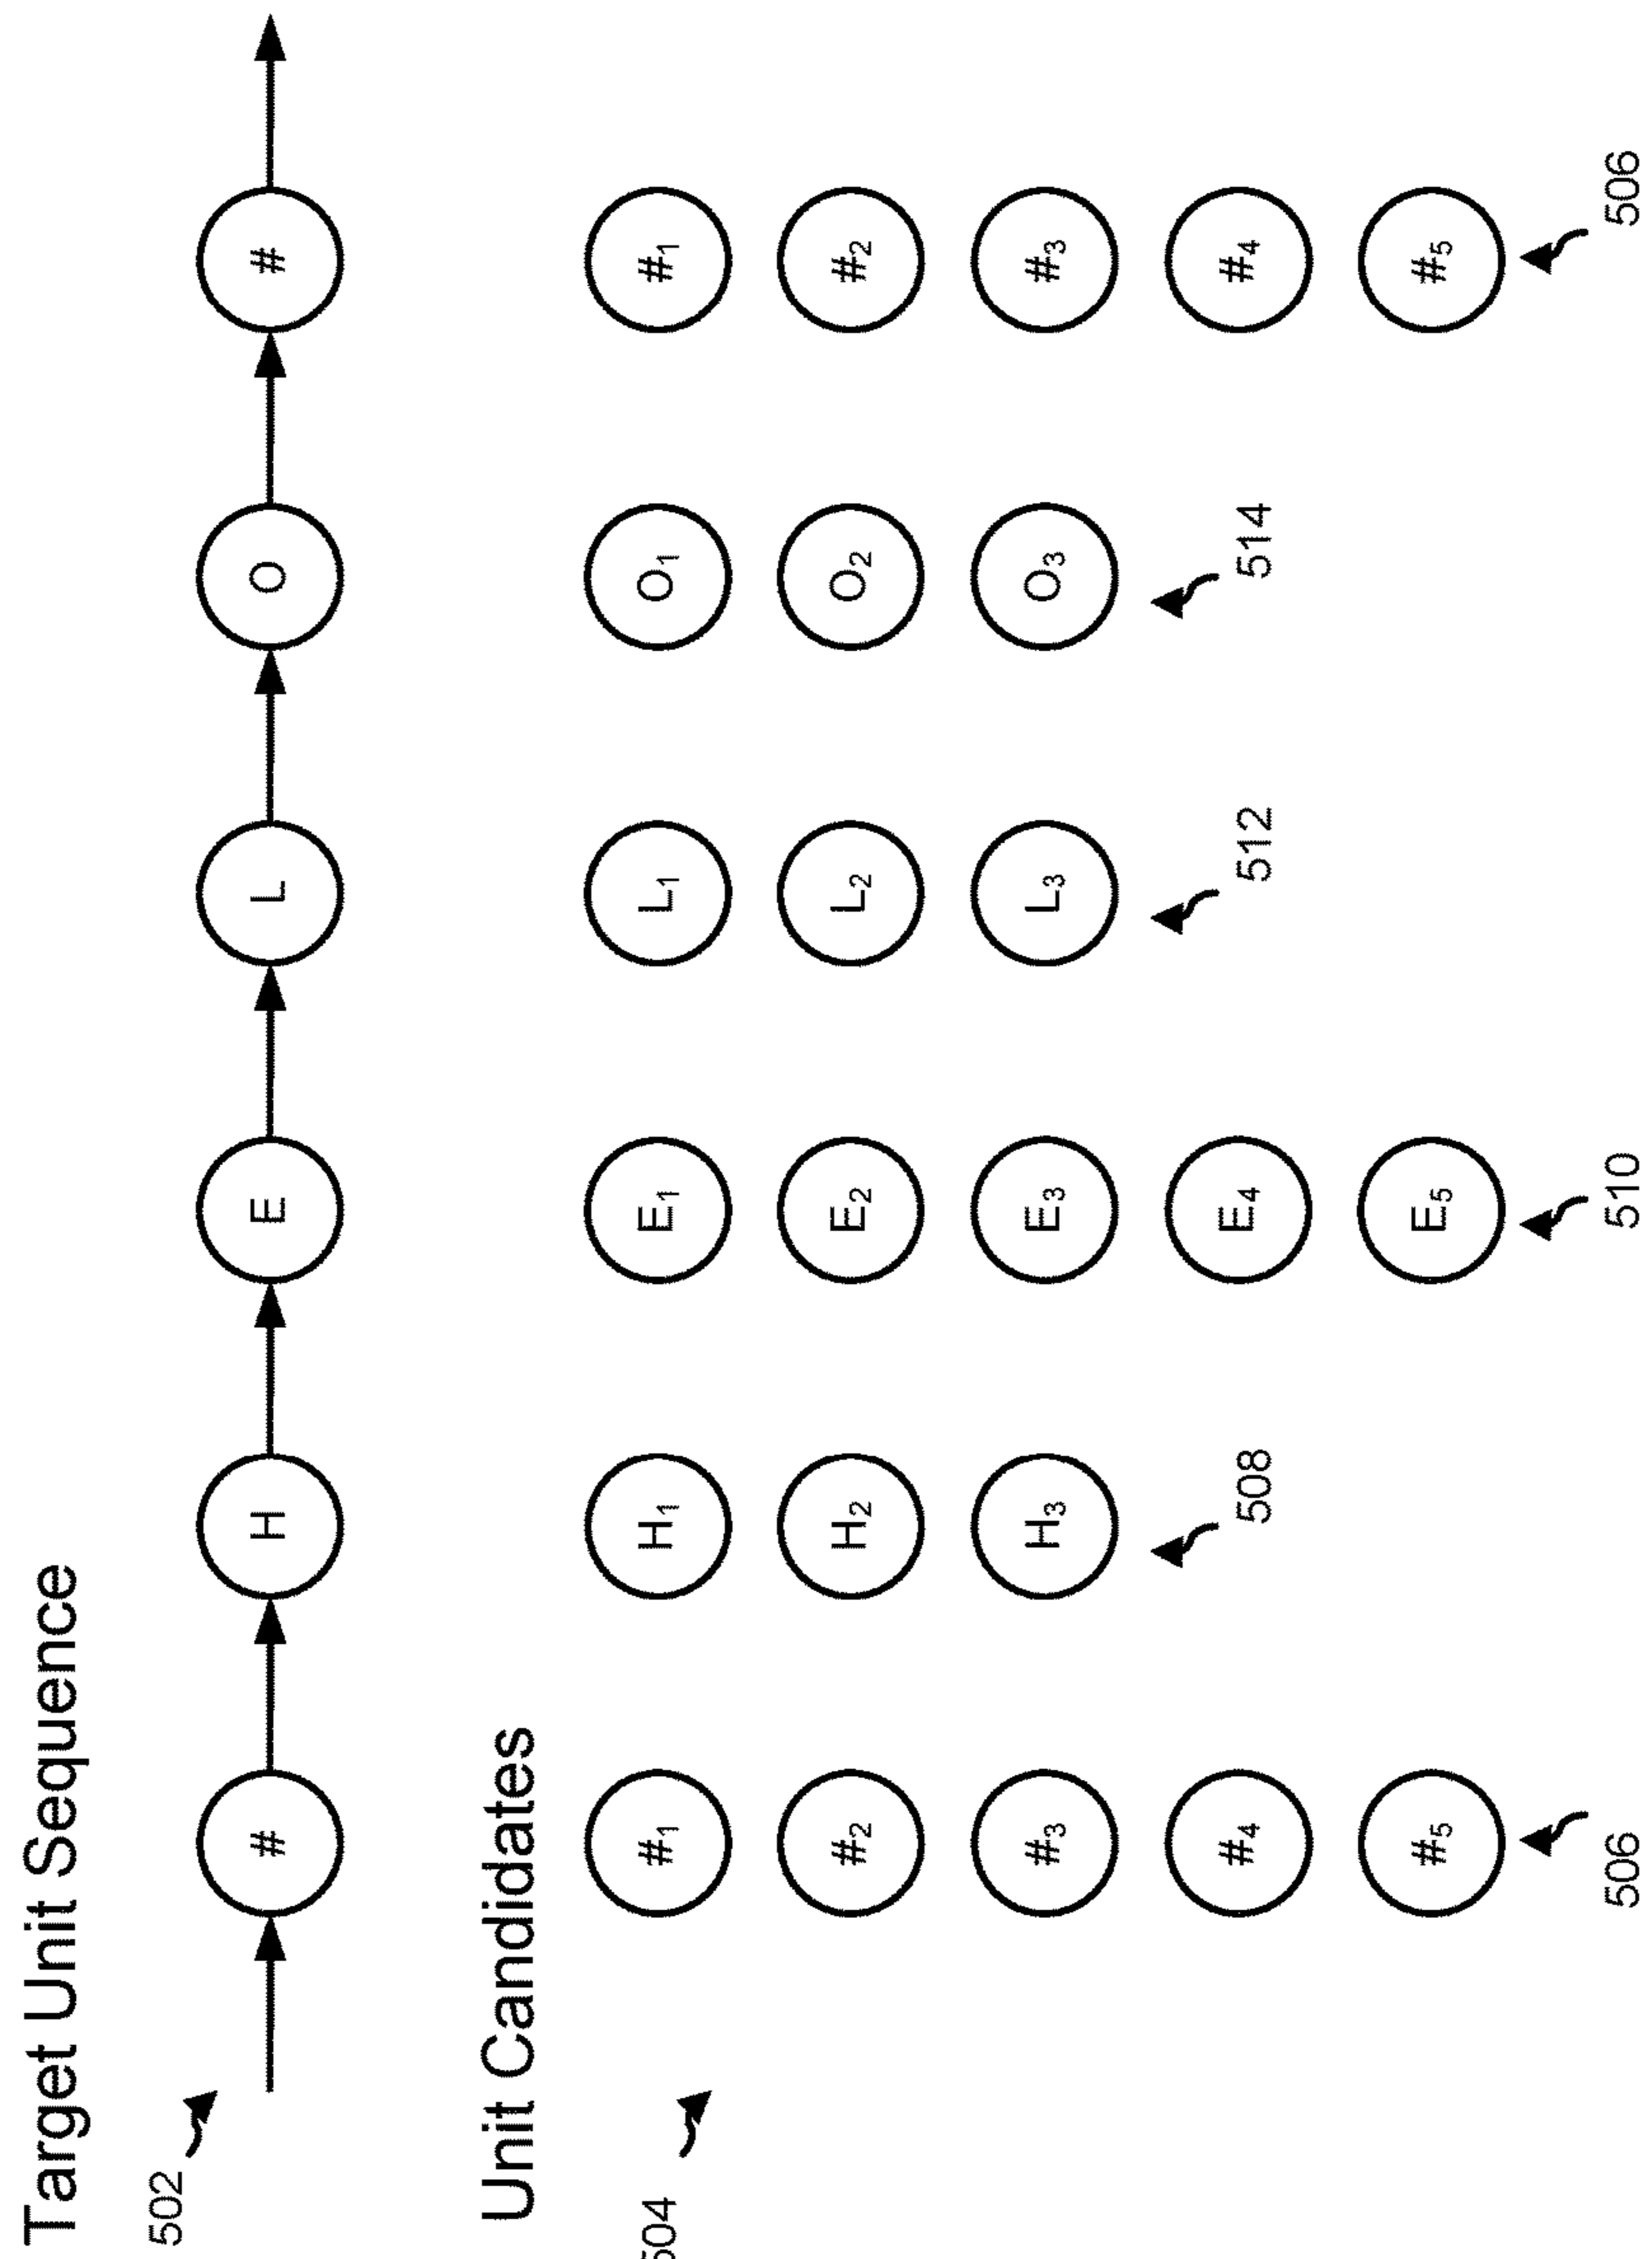 Target Unit Sequence
502
# H E L O #
Unit Candidates
504
#₁ H₁ E₁ L₁ O₁ #₁
#₂ H₂ E₂ L₂ O₂ #₂
#₃ H₃ E₃ L₃ O₃ #₃
#₄ E₄ #₄
508 512 514
#₅ E₅ #₅
506 510 506